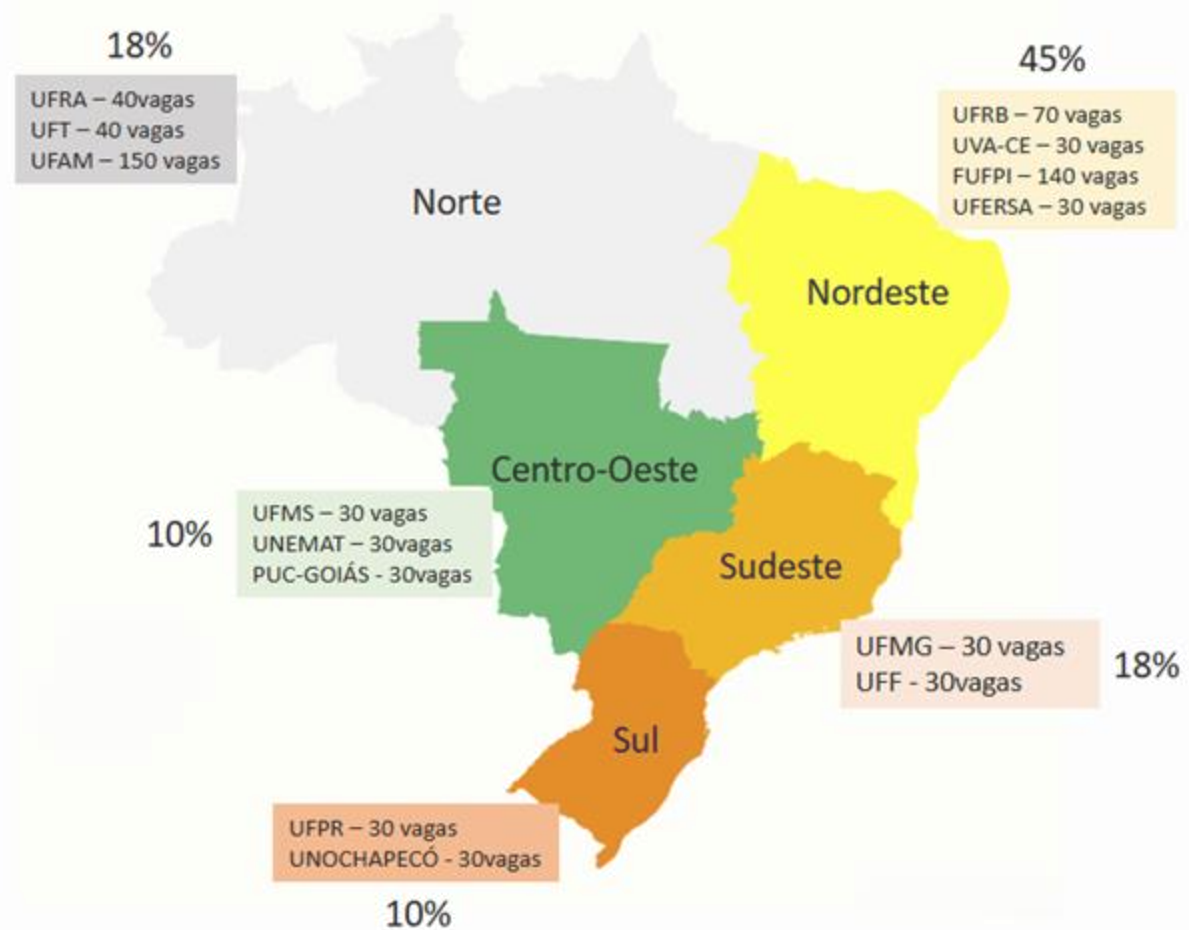 18%
UFRA – 40vagas
UFT – 40 vagas
UFAM – 150 vagas
45%
UFRB – 70 vagas
UVA-CE – 30 vagas
FUFPI – 140 vagas
UFERSA – 30 vagas
Norte
Nordeste
Centro-Oeste
10%
UFMS – 30 vagas
UNEMAT – 30vagas
PUC-GOIÁS - 30vagas
Sudeste
UFMG – 30 vagas
UFF - 30vagas
18%
Sul
UFPR – 30 vagas
UNOCHAPECÓ - 30vagas
10%